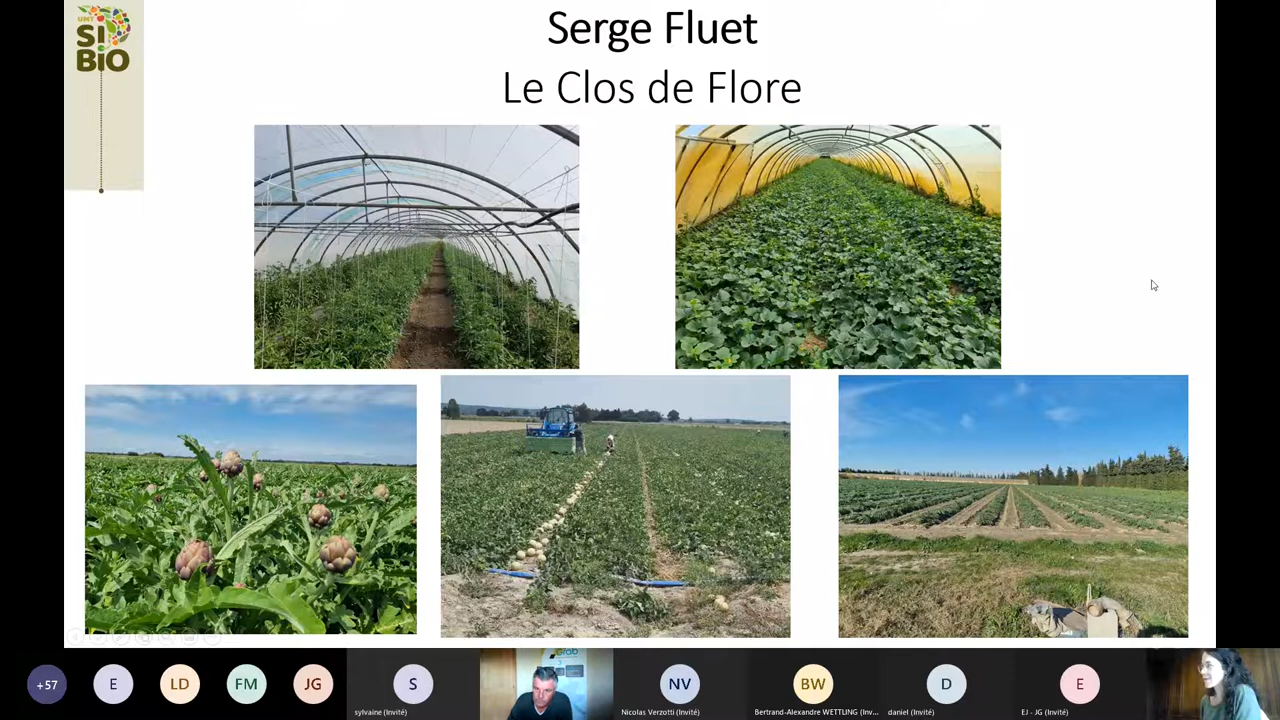 UMT
SI
BiO
Serge Fluet
Le Clos de Flore
+57
E
LD
FM
JG
S
NV
BW
D
E
sylvaine (Invité)
Nicolas Verzotti (Invité)
Bertrand-Alexandre WETTLING (Inv...
daniel (Invité)
EJ - JG (Invité)